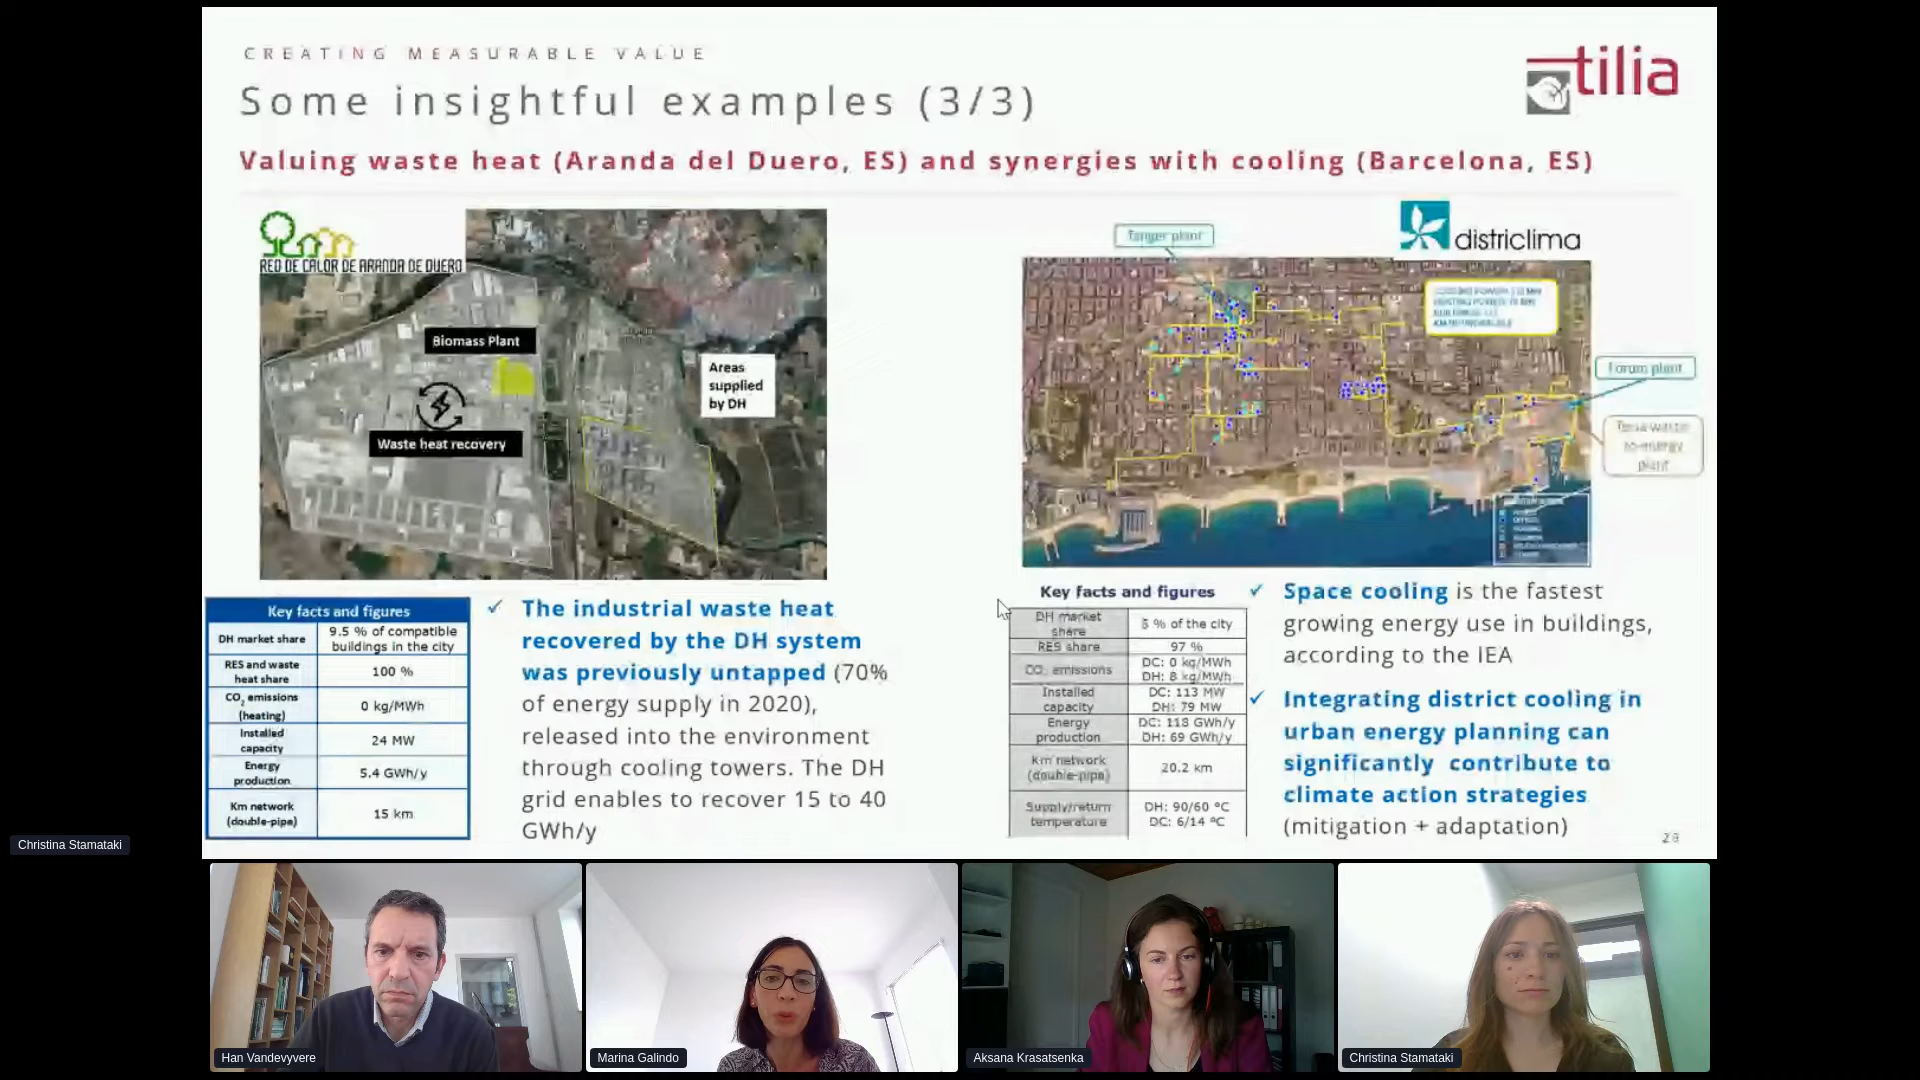 CREATING MEASURABLE VALUE
Some insightful examples (3/3)
tilia
Valuing waste heat (Aranda del Duero, ES) and synergies with cooling (Barcelona, ES)
RED DE CALOR DE ARANDA DE DUERO
Biomass Plant
Waste heat recovery
Areas
supplied
by DH
Key facts and figures
DH market share
9.5 % of compatible
buildings in the city
RES and waste
heat share
100 %
CO2 emissions
(heating)
0 kg/MWh
Installed
capacity
24 MW
Energy
production
5.4 GWh/y
Km network
(double-pipe)
15 km
✓ The industrial waste heat
recovered by the DH system
was previously untapped (70%
of energy supply in 2020),
released into the environment
through cooling towers. The DH
grid enables to recover 15 to 40
GWh/y
districlima
Tanger plant
Forum plant
Tersa waste
to-energy
plant
Key facts and figures
DH market
share
5 % of the city
RES share
97 %
CO2 emissions
DC: 0 kg/MWh
DH: 8 kg/MWh
Installed
capacity
DC: 113 MW
DH: 79 MW
Energy
production
DC: 118 GWh/y
DH: 69 GWh/y
Km network
(double-pipe)
20.2 km
Supply/return
temperature
DH: 90/60 ºC
DC: 6/14 ºC
✓ Space cooling is the fastest
growing energy use in buildings,
according to the IEA
✓ Integrating district cooling in
urban energy planning can
significantly contribute to
climate action strategies
(mitigation + adaptation)
Christina Stamataki
Han Vandevyvere
Marina Galindo
Aksana Krasatsenka
Christina Stamataki